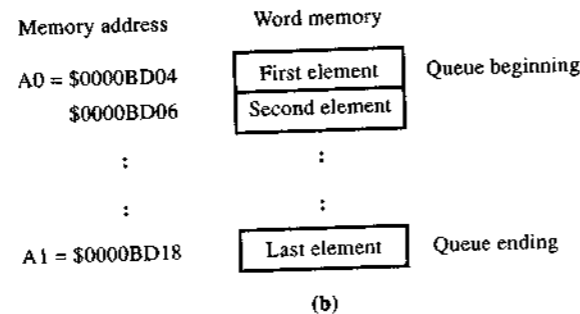 Memory address Word memory
A0 = $0000BD04 First element Queue beginning
$0000BD06 Second element
: :
: :
A1 = $0000BD18 Last element Queue ending
(b)